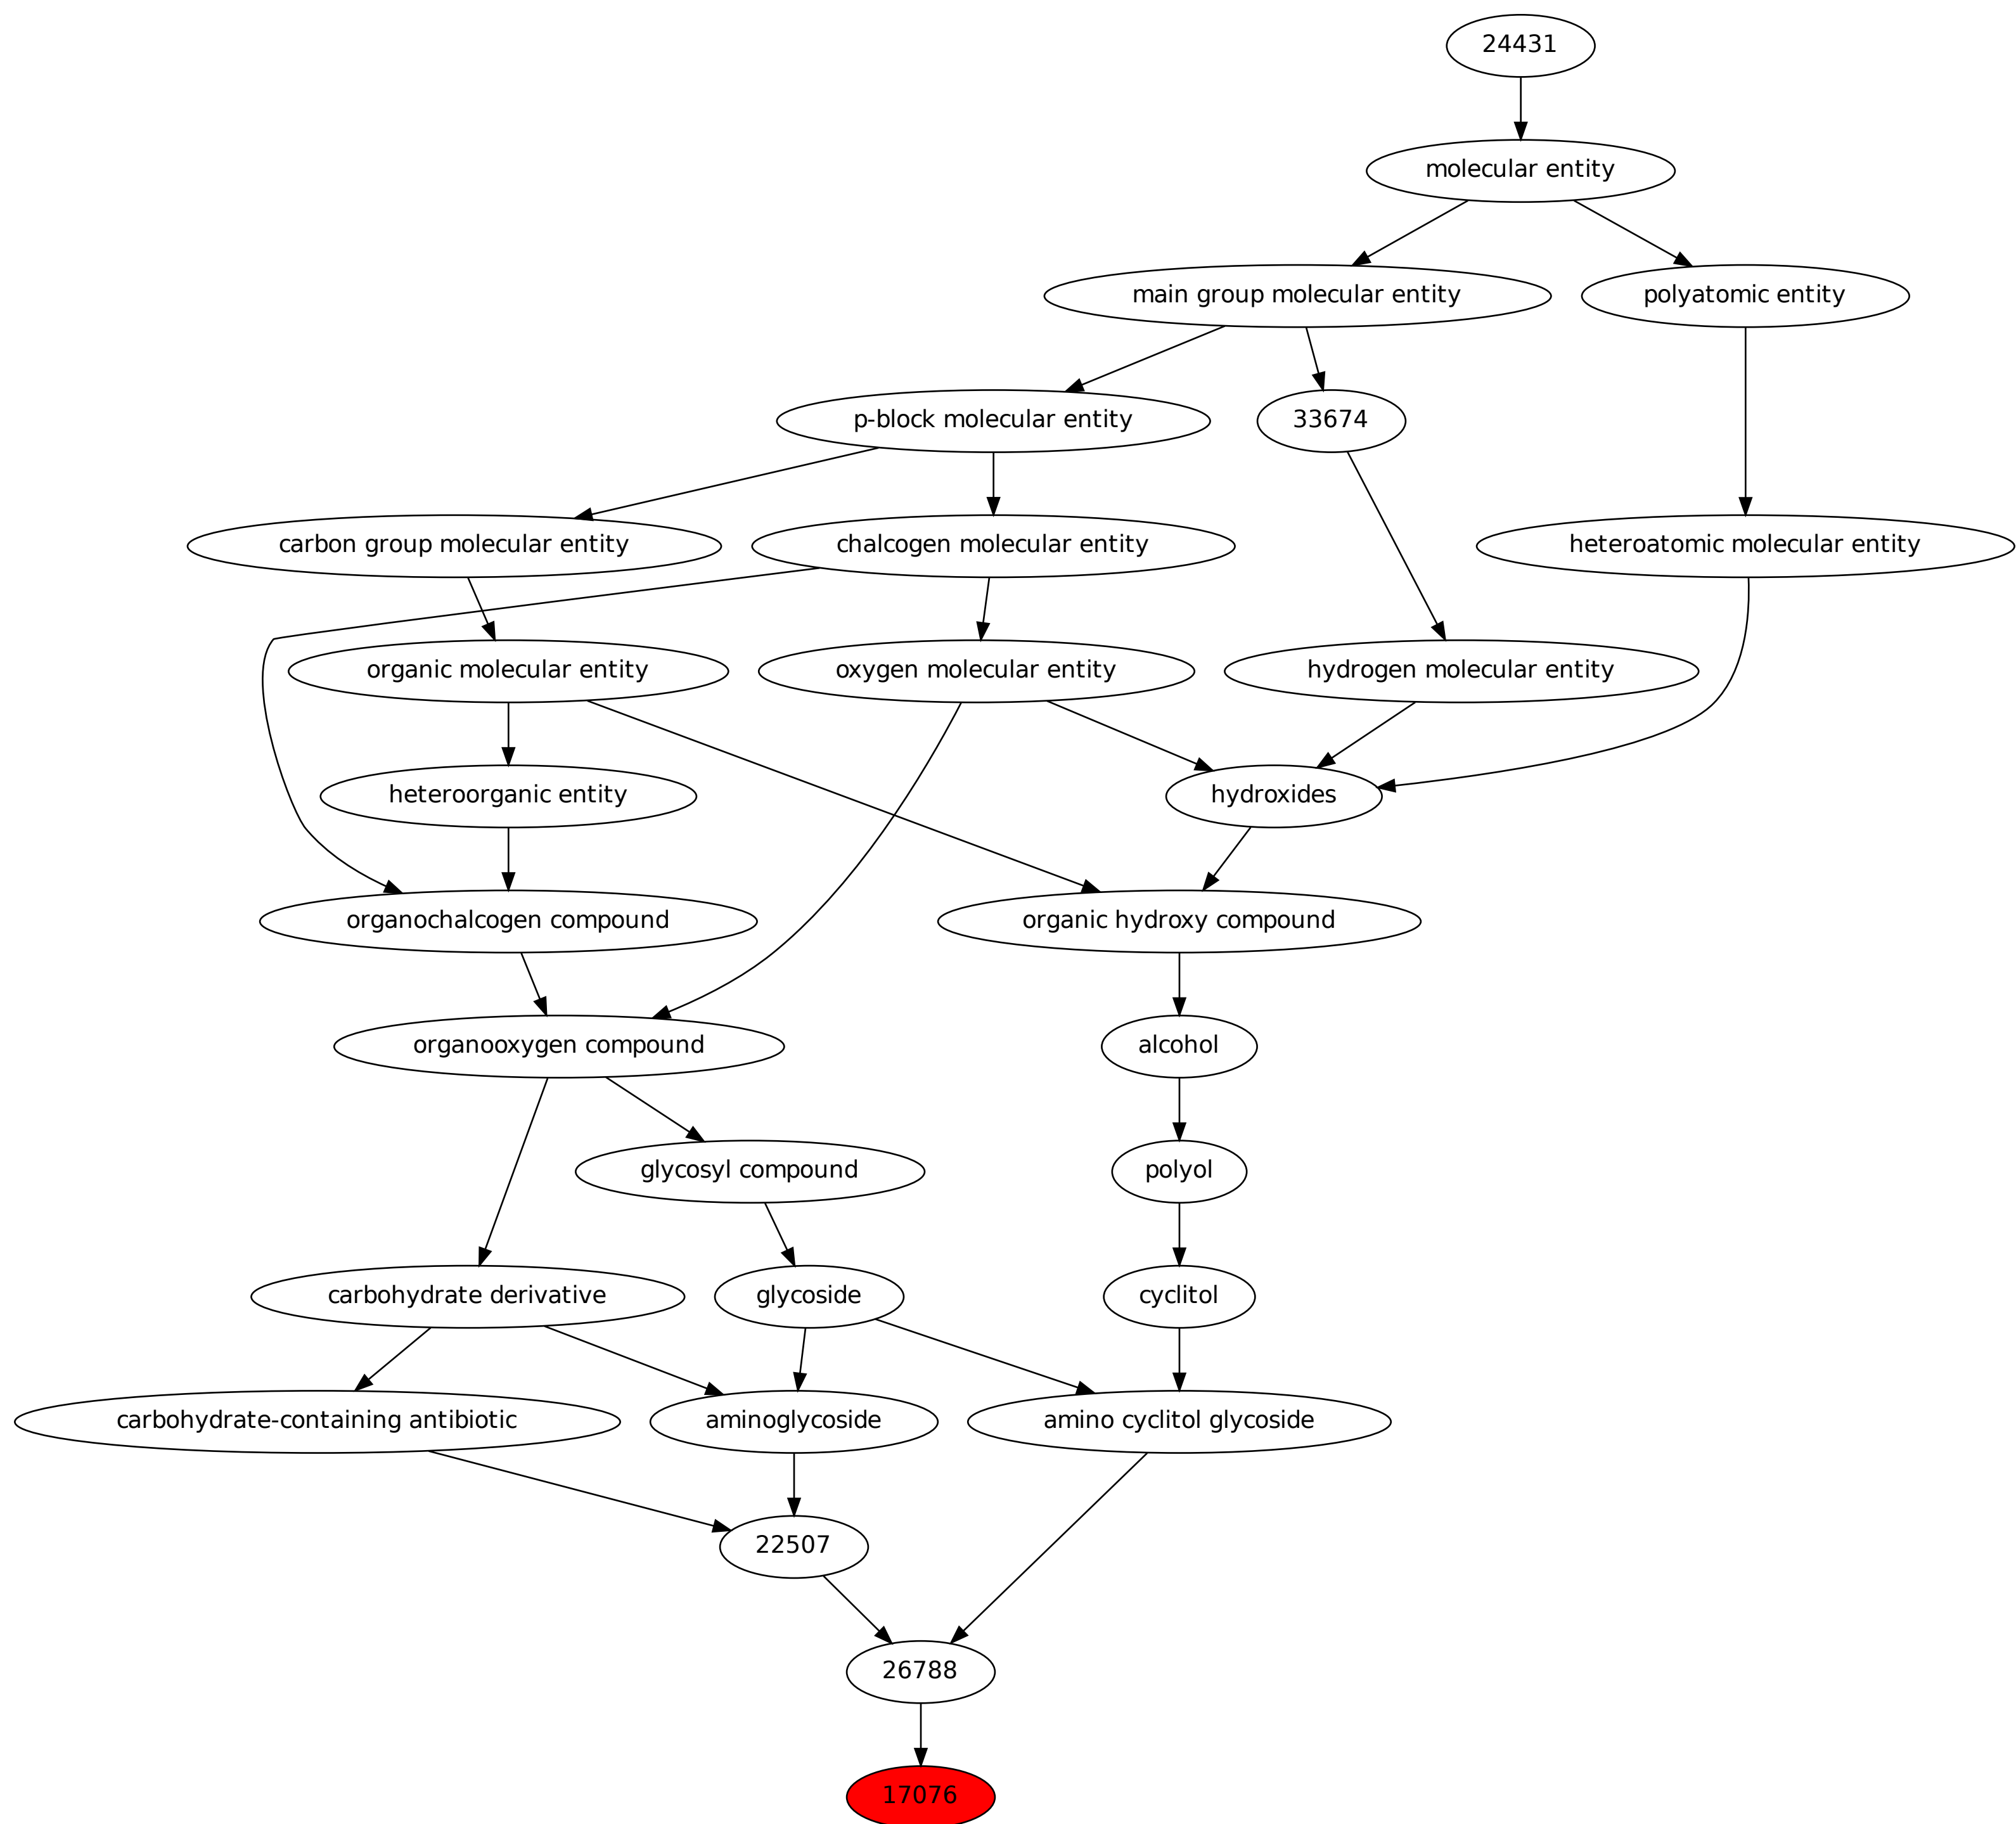 24431
molecular entity
main group molecular entity
polyatomic entity
p-block molecular entity
33674
carbon group molecular entity
chalcogen molecular entity
heteroatomic molecular entity
organic molecular entity
oxygen molecular entity
hydrogen molecular entity
heteroorganic entity
hydroxides
organochalcogen compound
organic hydroxy compound
organooxygen compound
alcohol
glycosyl compound
polyol
carbohydrate derivative
glycoside
cyclitol
carbohydrate-containing antibiotic
aminoglycoside
amino cyclitol glycoside
22507
26788
17076